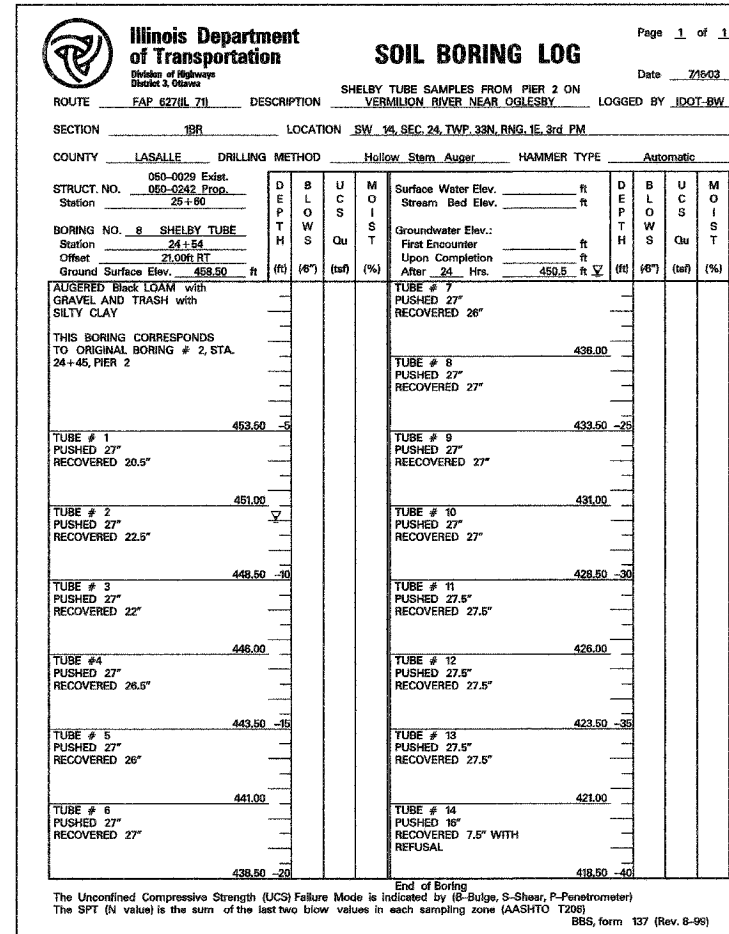 Illinois Department
of Transportation
Division of Highways
District 3, Ottawa
SOIL BORING LOG
Page 1 of 1
Date 7/16/03
ROUTE FAP 627(IL 71) DESCRIPTION SHELBY TUBE SAMPLES FROM PIER 2 ON
VERMILION RIVER NEAR OGLESBY LOGGED BY IDOT-BW
SECTION 1BR LOCATION SW 1/4, SEC. 24, TWP. 33N, RNG. 1E, 3rd PM
COUNTY LASALLE DRILLING METHOD Hollow Stem Auger HAMMER TYPE Automatic
STRUCT. NO. 050-0029 Exist.
050-0242 Prop.
Station 25+60
BORING NO. 8 SHELBY TUBE
Station 24+54
Offset 21.00ft RT
Ground Surface Elev. 458.50 ft
DEPTH (ft)
BLOWS (/6")
UCS Qu (tsf)
MOIST (%)
Surface Water Elev. ft
Stream Bed Elev. ft
Groundwater Elev.:
First Encounter ft
Upon Completion ft
After 24 Hrs. 450.5 ft
DEPTH (ft)
BLOWS (/6")
UCS Qu (tsf)
MOIST (%)
AUGERED Black LOAM with
GRAVEL AND TRASH with
SILTY CLAY
THIS BORING CORRESPONDS
TO ORIGINAL BORING # 2, STA.
24+45, PIER 2
453.50 -5
TUBE # 1
PUSHED 27"
RECOVERED 20.5"
451.00
TUBE # 2
PUSHED 27"
RECOVERED 22.5"
448.50 -10
TUBE # 3
PUSHED 27"
RECOVERED 22"
446.00
TUBE #4
PUSHED 27"
RECOVERED 26.5"
443.50 -15
TUBE # 5
PUSHED 27"
RECOVERED 26"
441.00
TUBE # 6
PUSHED 27"
RECOVERED 27"
438.50 -20
TUBE # 7
PUSHED 27"
RECOVERED 26"
436.00
TUBE # 8
PUSHED 27"
RECOVERED 27"
433.50 -25
TUBE # 9
PUSHED 27"
REECOVERED 27"
431.00
TUBE # 10
PUSHED 27"
RECOVERED 27"
428.50 -30
TUBE # 11
PUSHED 27.5"
RECOVERED 27.5"
426.00
TUBE # 12
PUSHED 27.5"
RECOVERED 27.5"
423.50 -35
TUBE # 13
PUSHED 27.5"
RECOVERED 27.5"
421.00
TUBE # 14
PUSHED 16"
RECOVERED 7.5" WITH
REFUSAL
418.50 -40
End of Boring
The Unconfined Compressive Strength (UCS) Failure Mode is indicated by (B-Bulge, S-Shear, P-Penetrometer)
The SPT (N value) is the sum of the last two blow values in each sampling zone (AASHTO T206)
BBS, form 137 (Rev. 8-99)